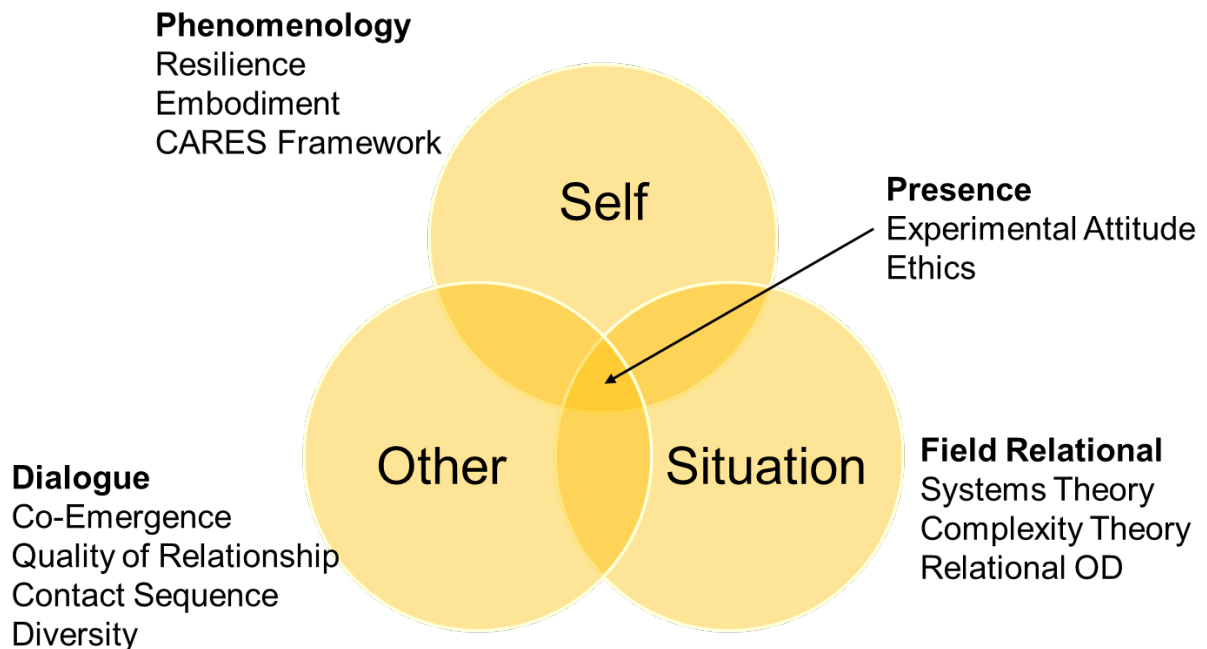 Phenomenology
Resilience
Embodiment
CARES Framework
Self
Presence
Experimental Attitude
Ethics
Other
Situation
Dialogue
Co-Emergence
Quality of Relationship
Contact Sequence
Diversity
Field Relational
Systems Theory
Complexity Theory
Relational OD